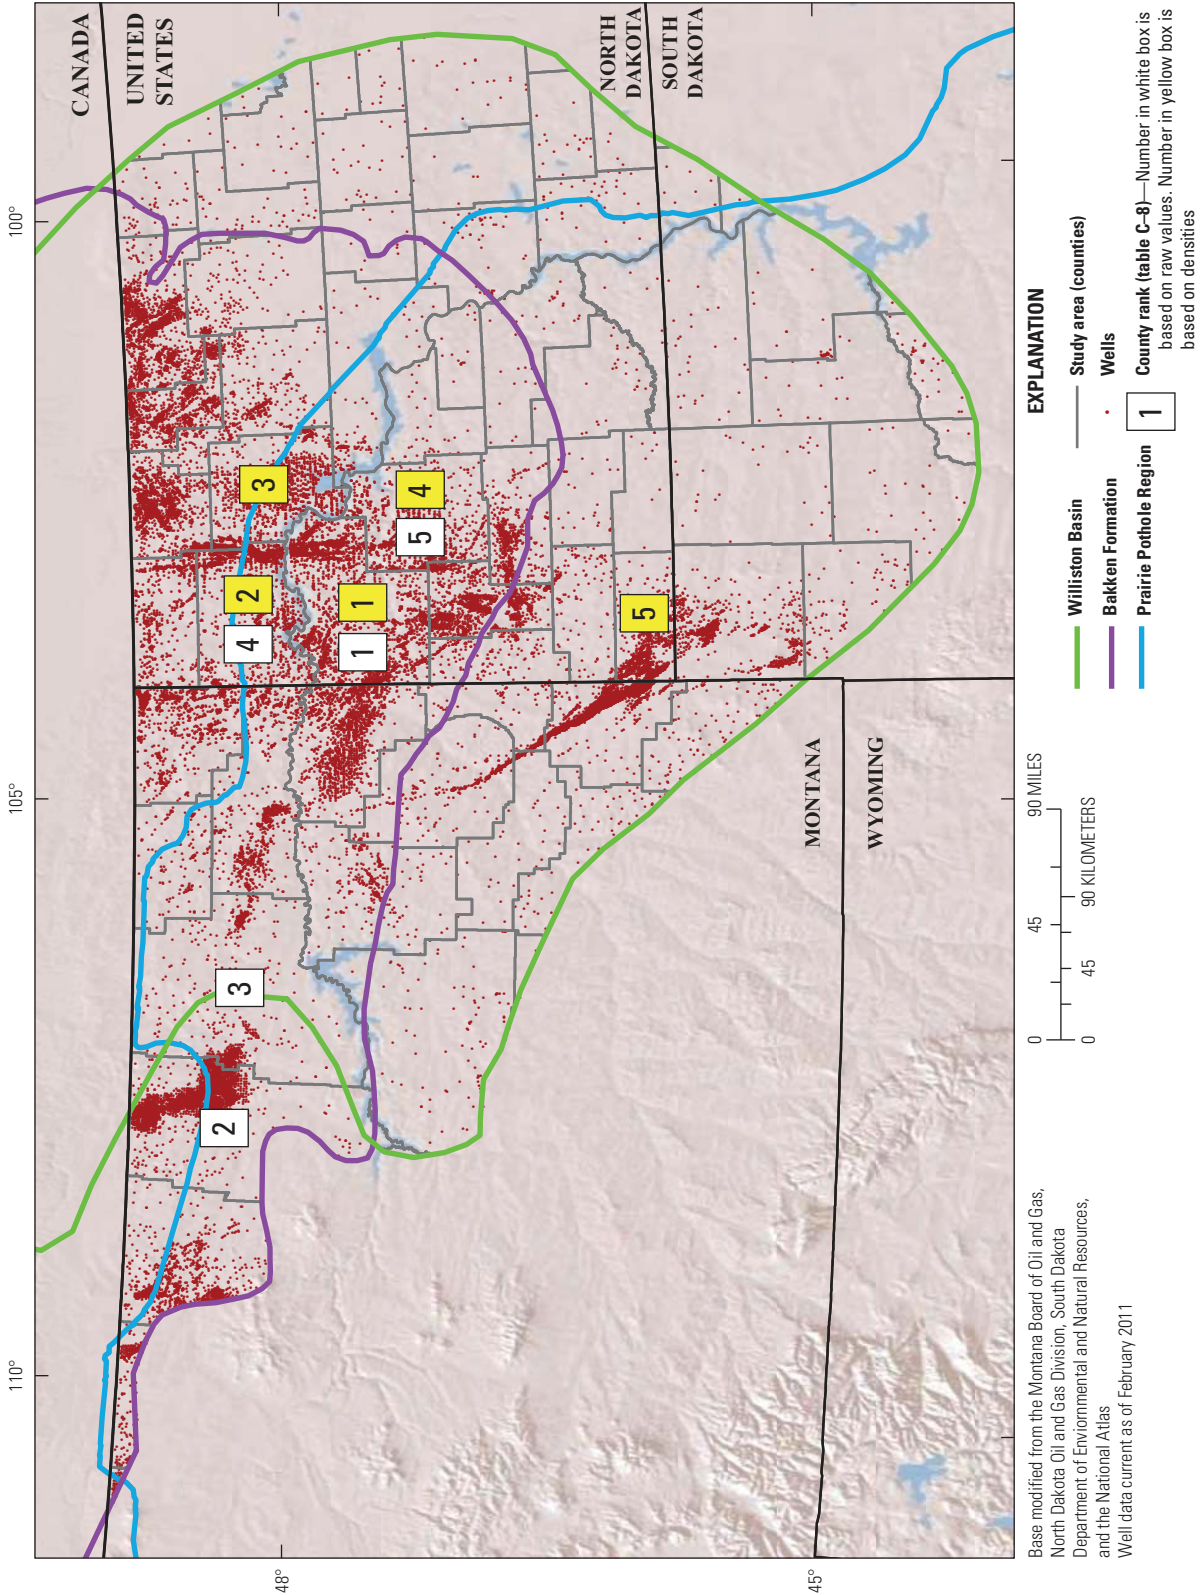 110°
105°
100°
48°
45°
CANADA
UNITED
STATES
NORTH
DAKOTA
SOUTH
DAKOTA
MONTANA
WYOMING
2
3
4
2
3
1
1
5
4
5
Base modified from the Montana Board of Oil and Gas,
North Dakota Oil and Gas Division, South Dakota
Department of Enviornmental and Natural Resources,
and the National Atlas
Well data current as of February 2011
0 45 90 MILES
0 45 90 KILOMETERS
EXPLANATION
Williston Basin
Bakken Formation
Prairie Pothole Region
Study area (counties)
Wells
1 County rank (table C–8)—Number in white box is
based on raw values. Number in yellow box is
based on densities